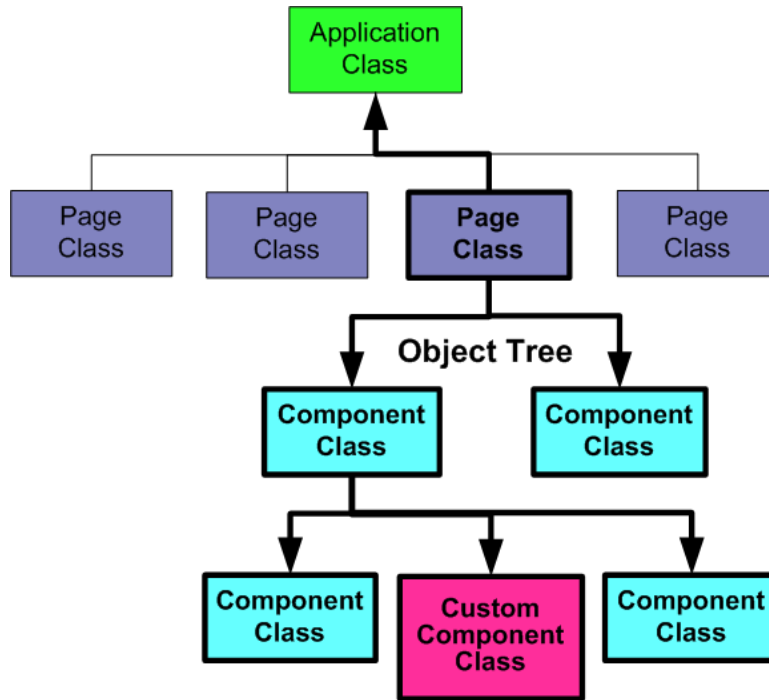 Application
Class
Page
Class
Page
Class
Page
Class
Page
Class
Object Tree
Component
Class
Component
Class
Component
Class
Custom
Component
Class
Component
Class